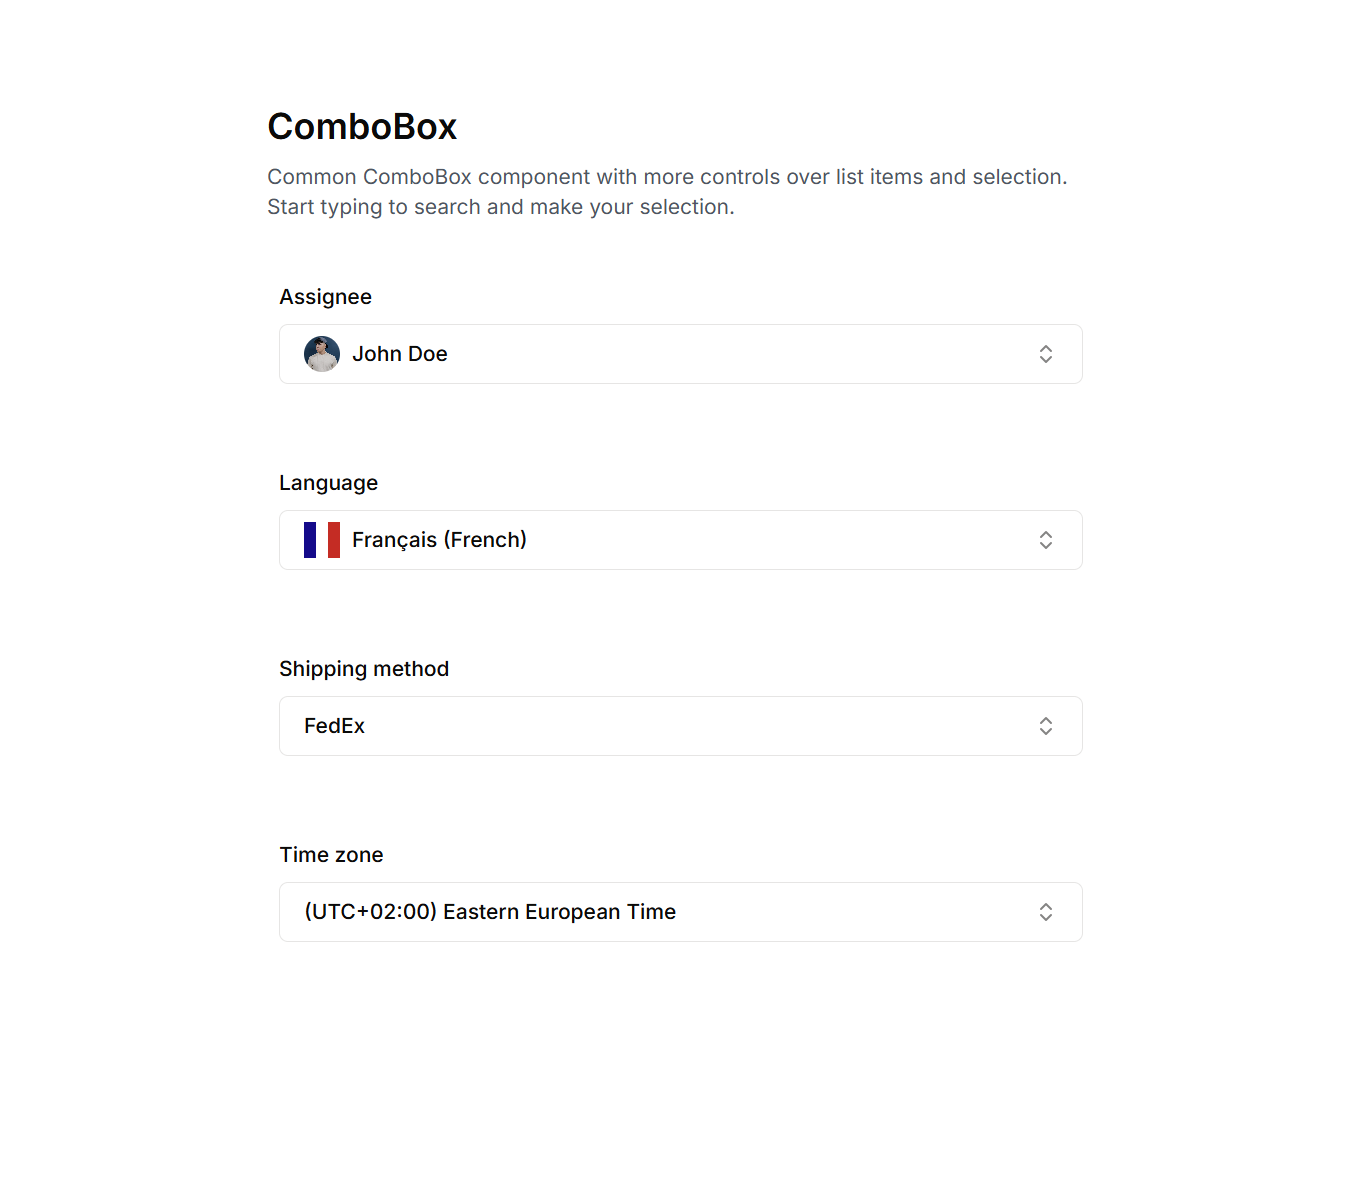 ComboBox
Common ComboBox component with more controls over list items and selection.
Start typing to search and make your selection.
Assignee
John Doe
Language
Français (French)
Shipping method
FedEx
Time zone
(UTC+02:00) Eastern European Time